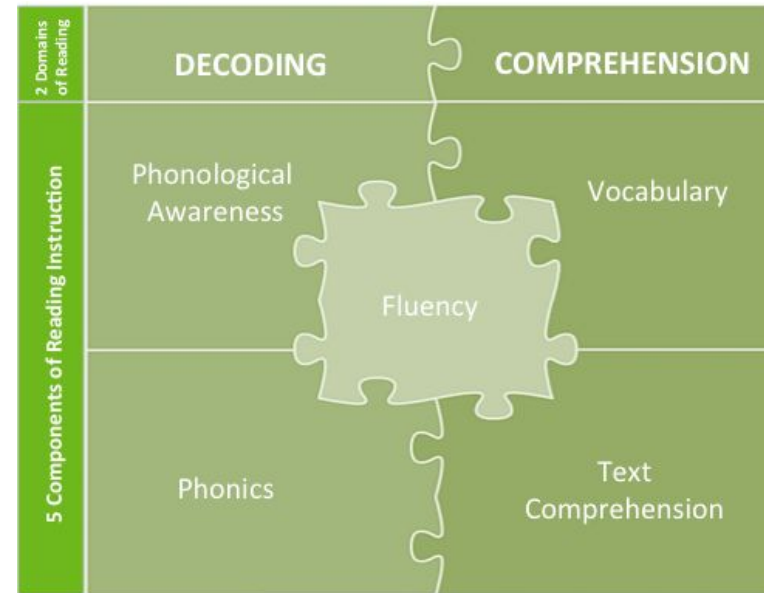 2 Domains
of Reading
DECODING
COMPREHENSION
5 Components of Reading Instruction
Phonological
Awareness
Vocabulary
Fluency
Phonics
Text
Comprehension